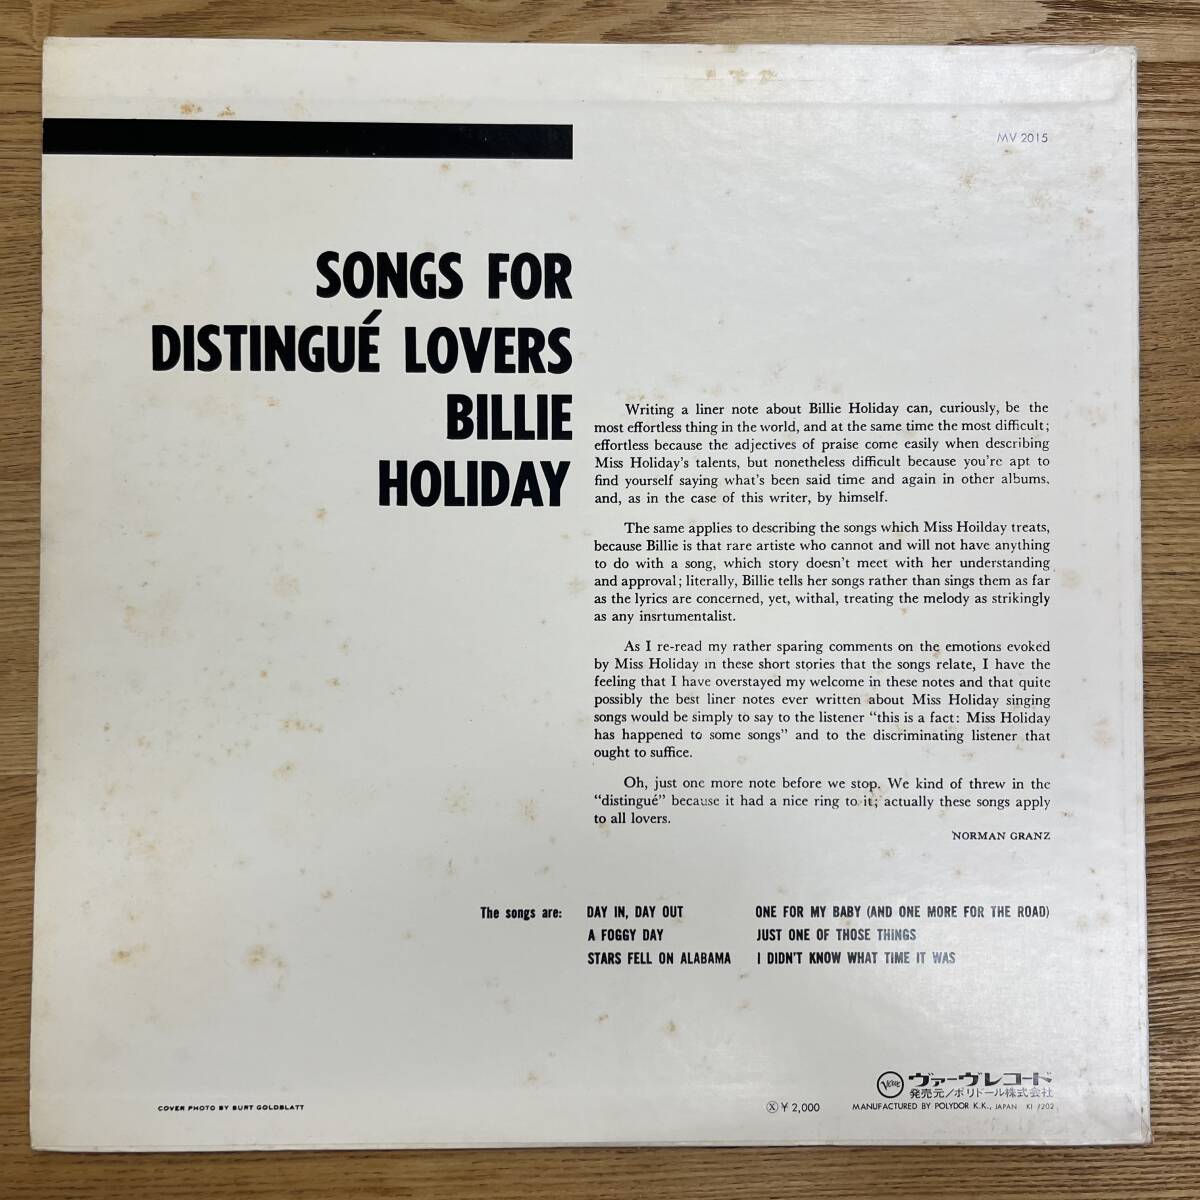 MV 2015
SONGS FOR
DISTINGUÉ LOVERS
BILLIE
HOLIDAY
Writing a liner note about Billie Holiday can, curiously, be the
most effortless thing in the world, and at the same time the most difficult;
effortless because the adjectives of praise come easily when describing
Miss Holiday's talents, but nonetheless difficult because you're apt to
find yourself saying what's been said time and again in other albums.
and, as in the case of this writer, by himself.
The same applies to describing the songs which Miss Hoilday treats,
because Billie is that rare artiste who cannot and will not have anything
to do with a song, which story doesn't meet with her understanding
and approval; literally, Billie tells her songs rather than sings them as far
as the lyrics are concerned, yet, withal, treating the melody as strikingly
as any insrtumentalist.
As I re-read my rather sparing comments on the emotions evoked
by Miss Holiday in these short stories that the songs relate, I have the
feeling that I have overstayed my welcome in these notes and that quite
possibly the best liner notes ever written about Miss Holiday singing
songs would be simply to say to the listener "this is a fact: Miss Holiday
has happened to some songs" and to the discriminating listener that
ought to suffice.
Oh, just one more note before we stop. We kind of threw in the
"distingué" because it had a nice ring to it; actually these songs apply
to all lovers.
NORMAN GRANZ
The songs are: DAY IN, DAY OUT ONE FOR MY BABY (AND ONE MORE FOR THE ROAD)
A FOGGY DAY JUST ONE OF THOSE THINGS
STARS FELL ON ALABAMA I DIDN'T KNOW WHAT TIME IT WAS
Verve ヴァーヴレコード
発売元/ポリドール株式会社
COVER PHOTO BY BURT GOLDBLATT Ⓧ¥ 2,000 MANUFACTURED BY POLYDOR K.K., JAPAN KI 7202